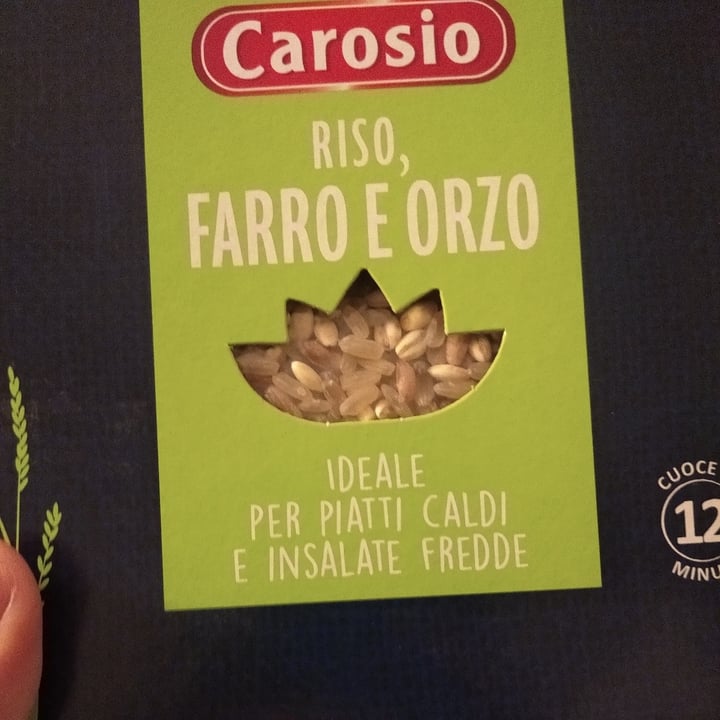 Carosio
RISO,
FARRO E ORZO
IDEALE
PER PIATTI CALDI
E INSALATE FREDDE
CUOCE
12